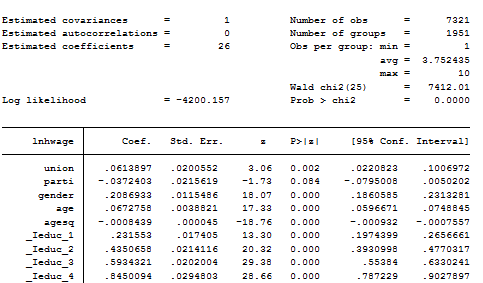 Estimated covariances = 1 Number of obs = 7321
Estimated autocorrelations = 0 Number of groups = 1951
Estimated coefficients = 26 Obs per group: min = 1
avg = 3.752435
max = 10
Wald chi2(25) = 7412.01
Log likelihood = -4200.157 Prob > chi2 = 0.0000
lnhwage Coef. Std. Err. z P>|z| [95% Conf. Interval]
union .0613897 .0200552 3.06 0.002 .0220823 .1006972
parti -.0372403 .0215619 -1.73 0.084 -.0795008 .0050202
gender .2086933 .0115486 18.07 0.000 .1860585 .2313281
age .0672758 .0038821 17.33 0.000 .0596671 .0748845
agesq -.0008439 .000045 -18.76 0.000 -.000932 -.0007557
_Ieduc_1 .231553 .017405 13.30 0.000 .1974399 .2656661
_Ieduc_2 .4350658 .0214116 20.32 0.000 .3930998 .4770317
_Ieduc_3 .5934321 .0202004 29.38 0.000 .55384 .6330241
_Ieduc_4 .8450094 .0294803 28.66 0.000 .787229 .9027897